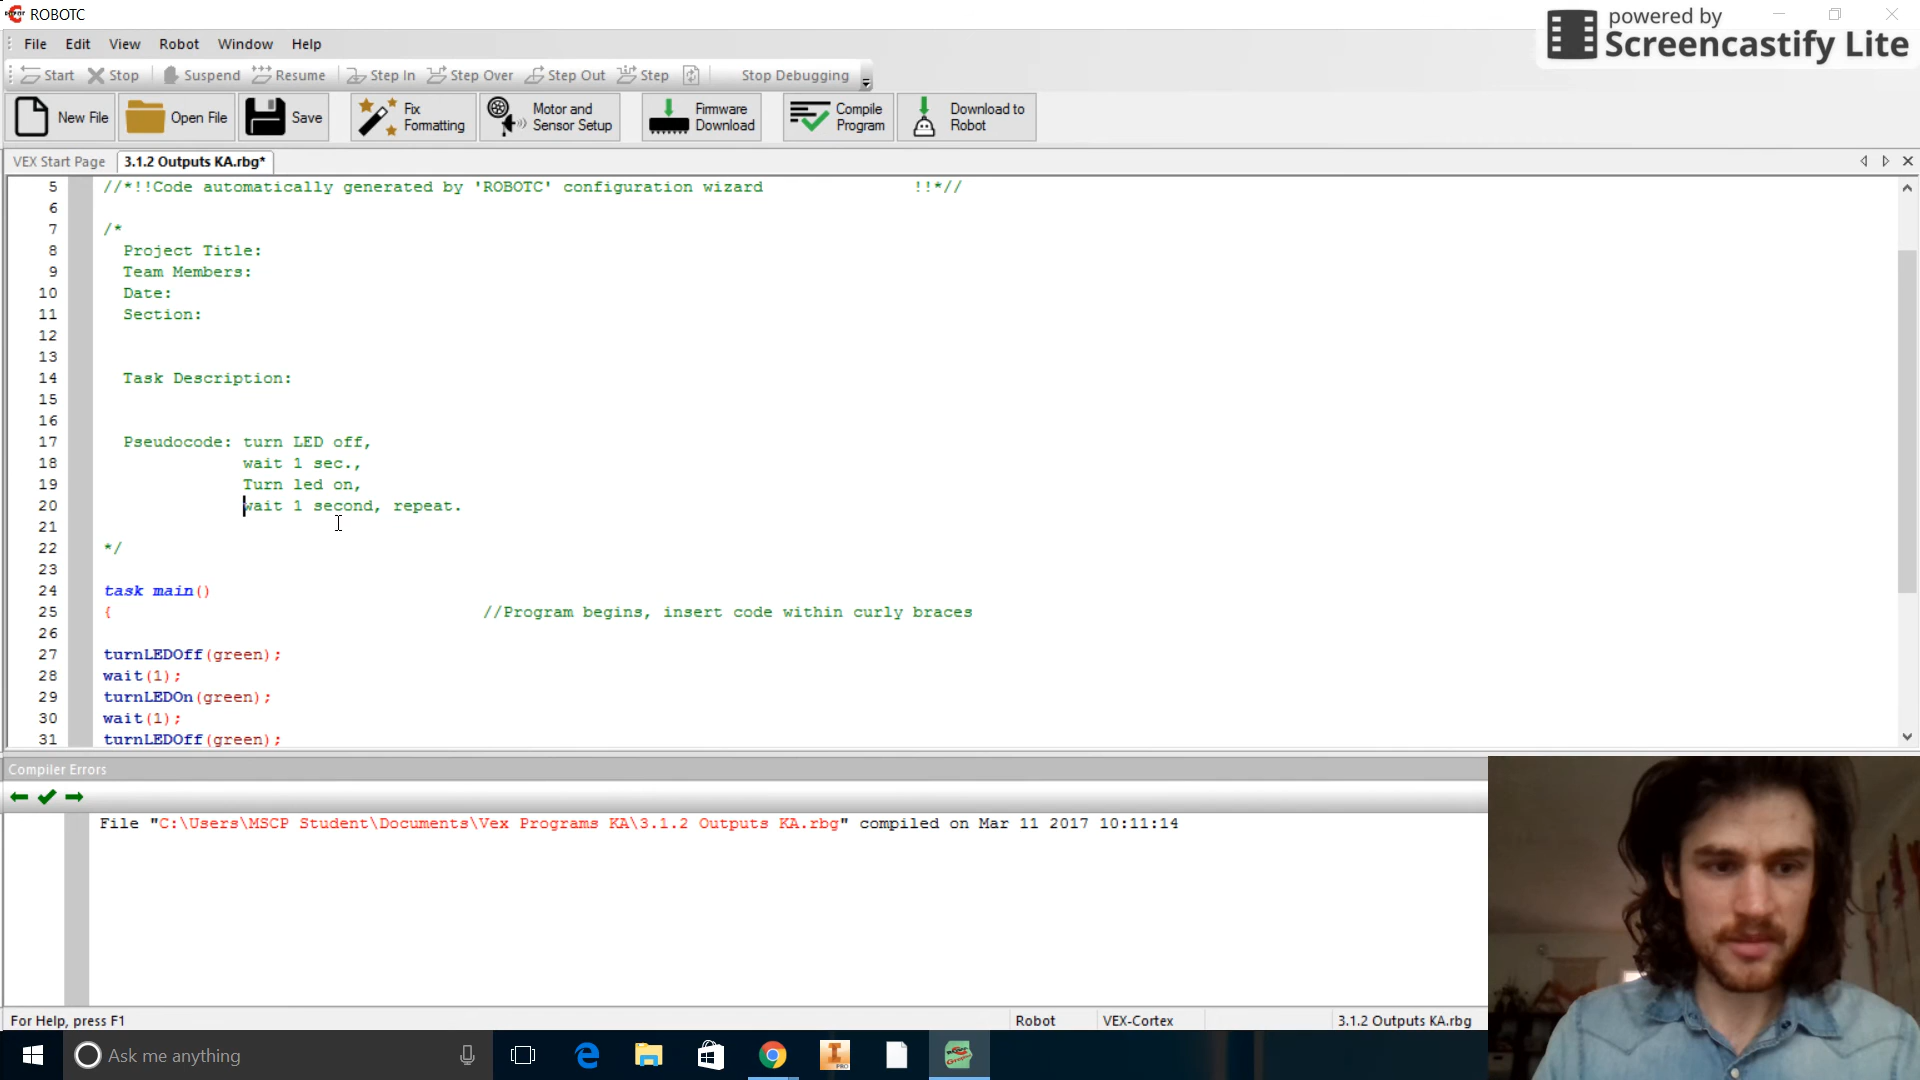 ROBOTC
powered by
Screencastify Lite
File Edit View Robot Window Help
Start Stop Suspend Resume Step In Step Over Step Out Step Stop Debugging
New File Open File Save Fix Formatting Motor and Sensor Setup Firmware Download Compile Program Download to Robot
VEX Start Page 3.1.2 Outputs KA.rbg*
5 //*!!Code automatically generated by 'ROBOTC' configuration wizard !!*//
6
7 /*
8 Project Title:
9 Team Members:
10 Date:
11 Section:
12
13
14 Task Description:
15
16
17 Pseudocode: turn LED off,
18 wait 1 sec.,
19 Turn led on,
20 wait 1 second, repeat.
21
22 */
23
24 task main()
25 { //Program begins, insert code within curly braces
26
27 turnLEDOff(green);
28 wait(1);
29 turnLEDOn(green);
30 wait(1);
31 turnLEDOff(green);
Compiler Errors
File "C:\Users\MSCP Student\Documents\Vex Programs KA\3.1.2 Outputs KA.rbg" compiled on Mar 11 2017 10:11:14
For Help, press F1 Robot VEX-Cortex 3.1.2 Outputs KA.rbg
Ask me anything